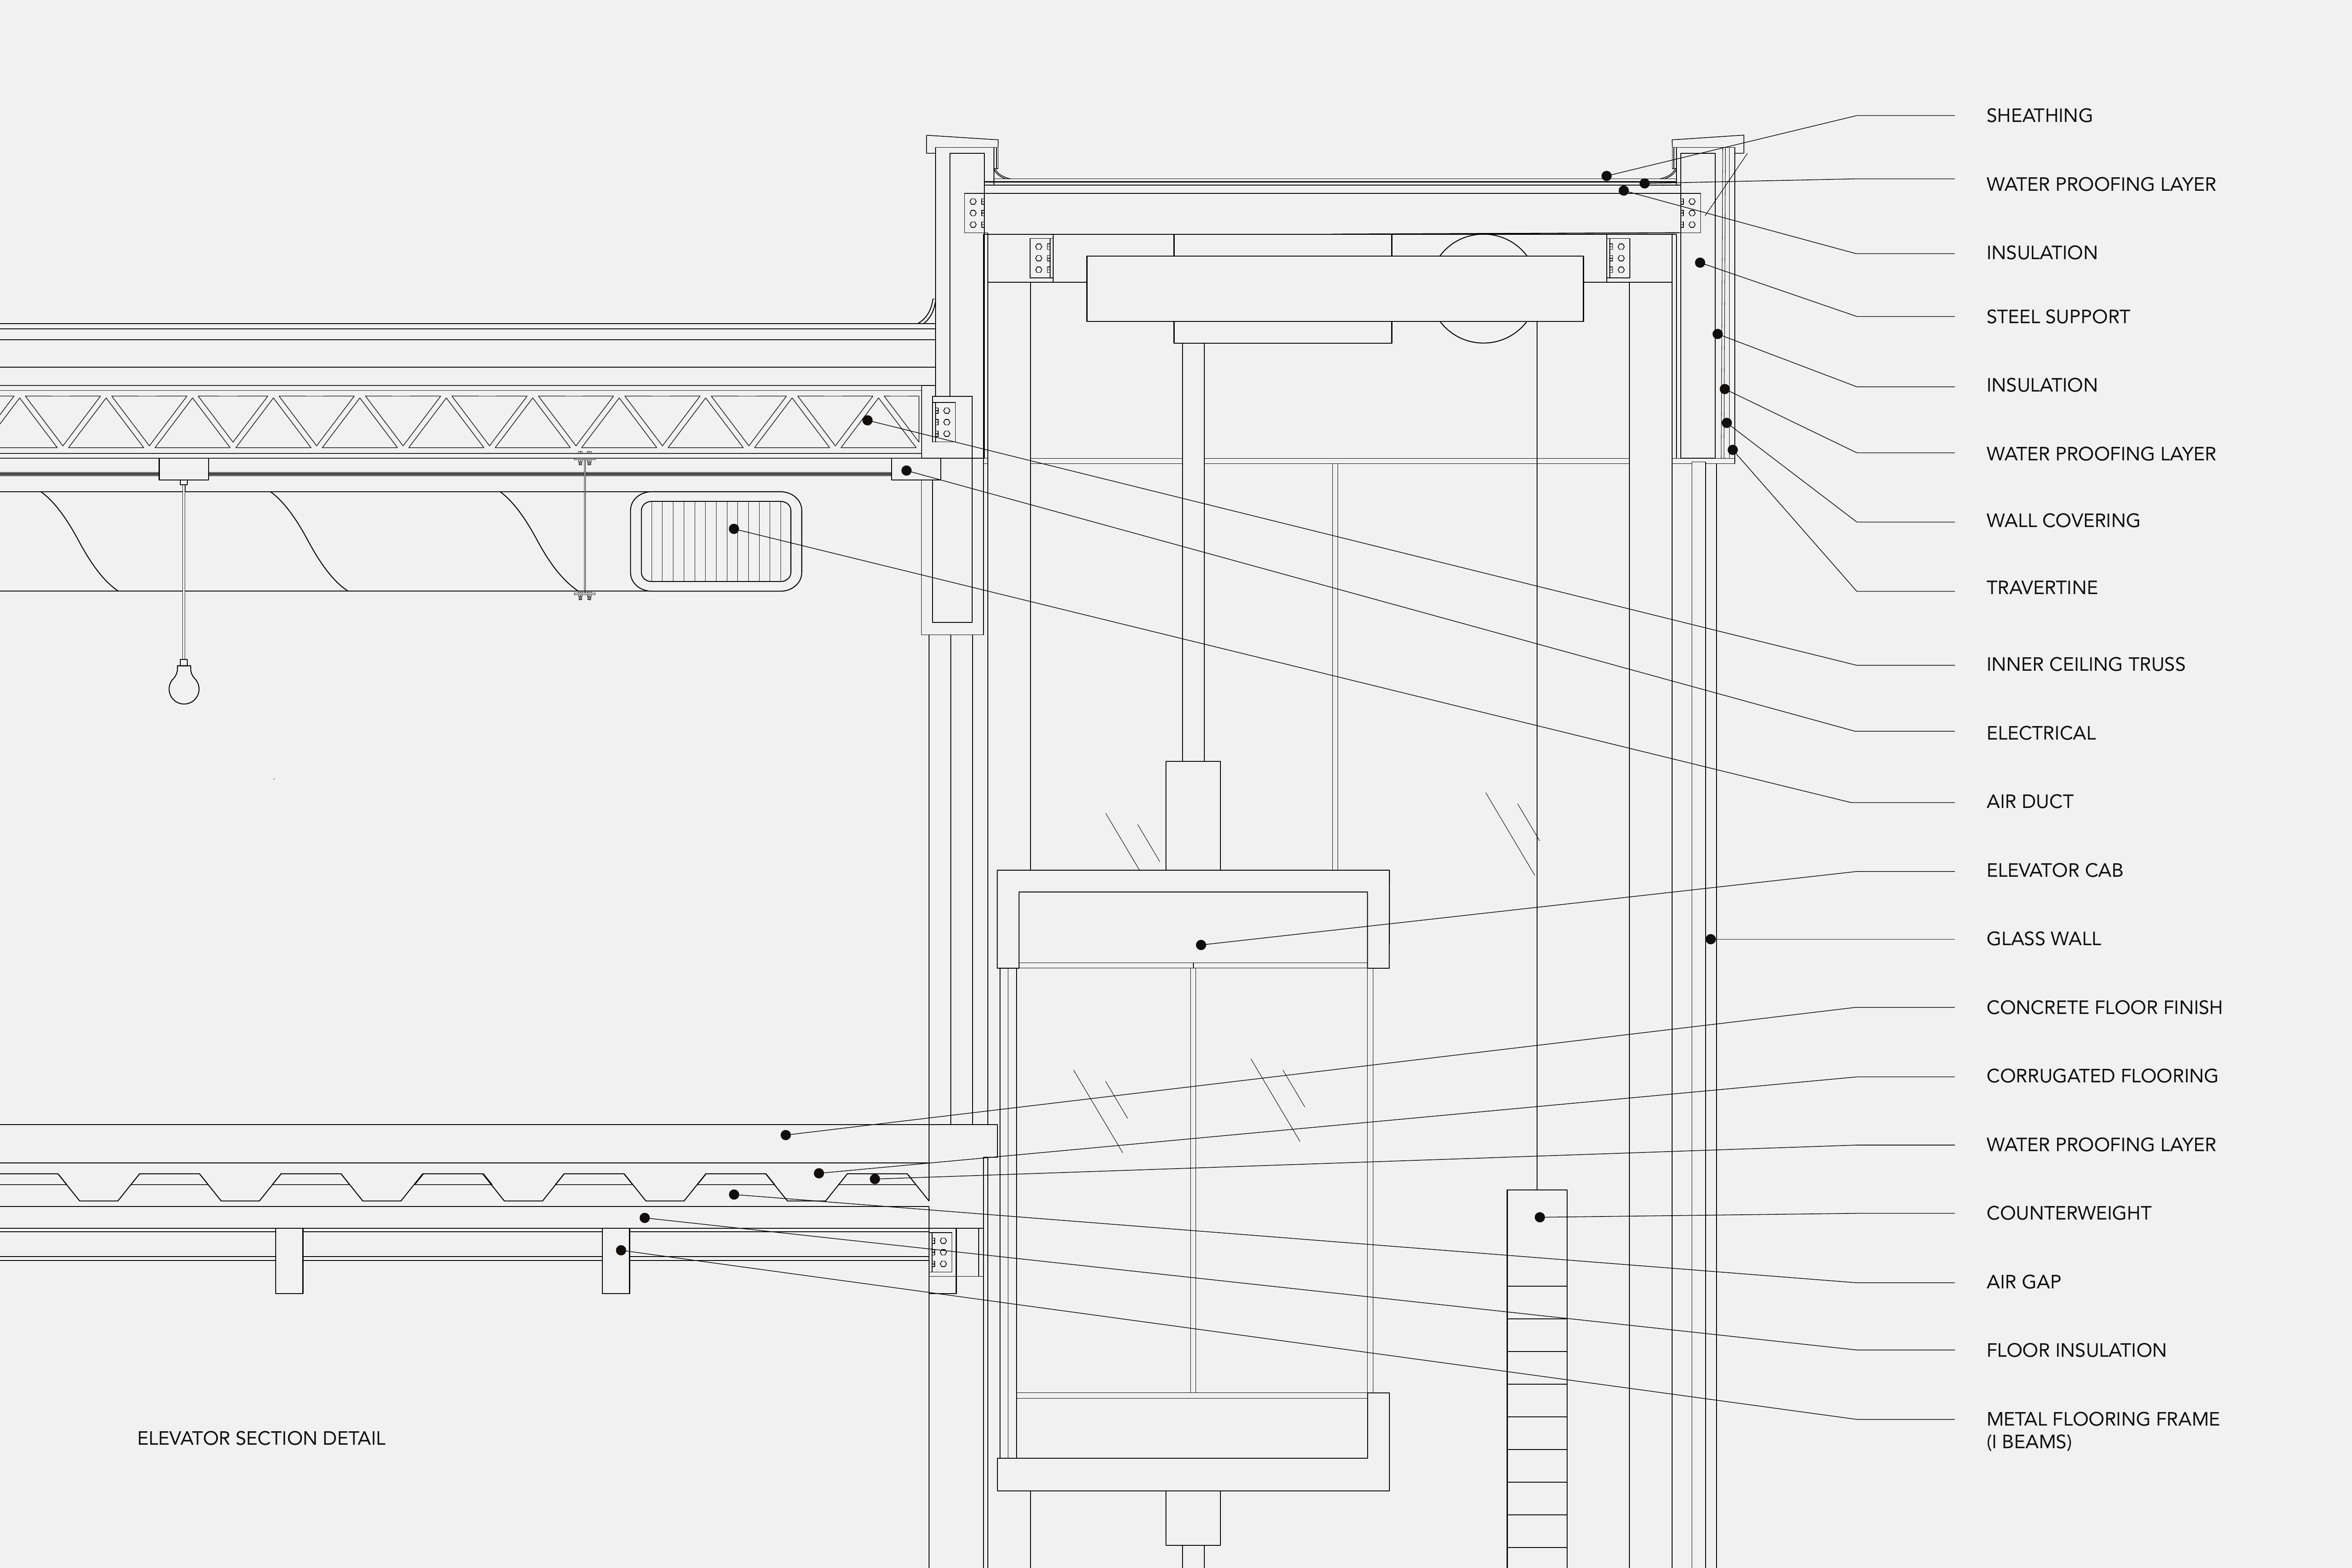 SHEATHING
WATER PROOFING LAYER
INSULATION
STEEL SUPPORT
INSULATION
WATER PROOFING LAYER
WALL COVERING
TRAVERTINE
INNER CEILING TRUSS
ELECTRICAL
AIR DUCT
ELEVATOR CAB
GLASS WALL
CONCRETE FLOOR FINISH
CORRUGATED FLOORING
WATER PROOFING LAYER
COUNTERWEIGHT
AIR GAP
FLOOR INSULATION
METAL FLOORING FRAME
(I BEAMS)
ELEVATOR SECTION DETAIL